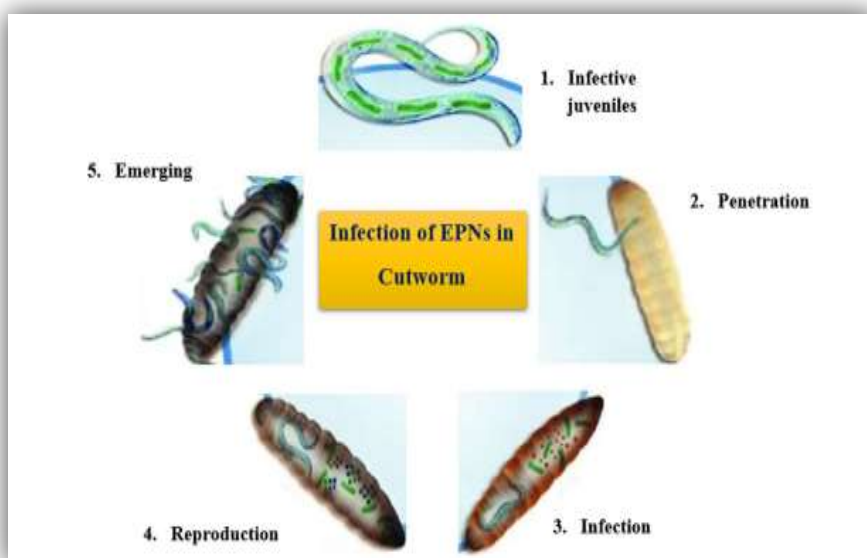 1. Infective
juveniles
5. Emerging
2. Penetration
Infection of EPNs in
Cutworm
4. Reproduction
3. Infection